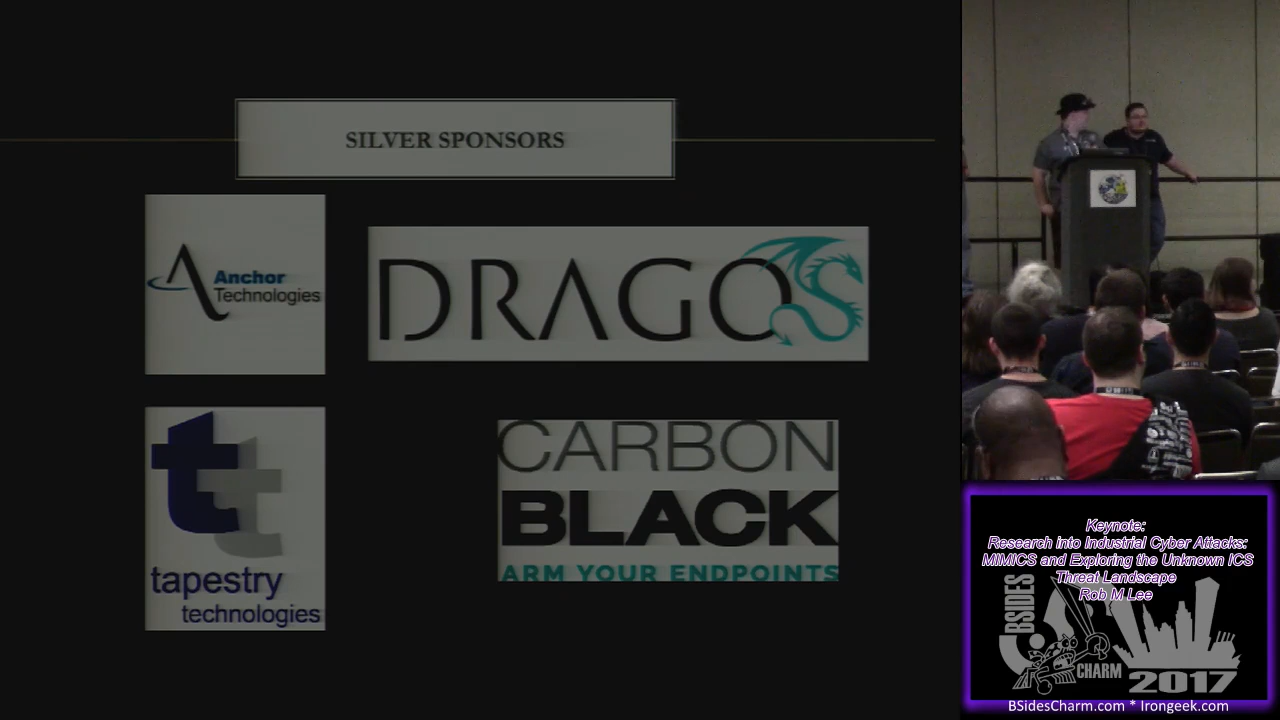 SILVER SPONSORS
Anchor
Technologies
DRAGOS
tapestry
technologies
CARBON
BLACK
ARM YOUR ENDPOINTS
Keynote:
Research into Industrial Cyber Attacks:
MIMICS and Exploring the Unknown ICS
Threat Landscape
Rob M Lee
BSIDES
CHARM
2017
BSidesCharm.com * Irongeek.com